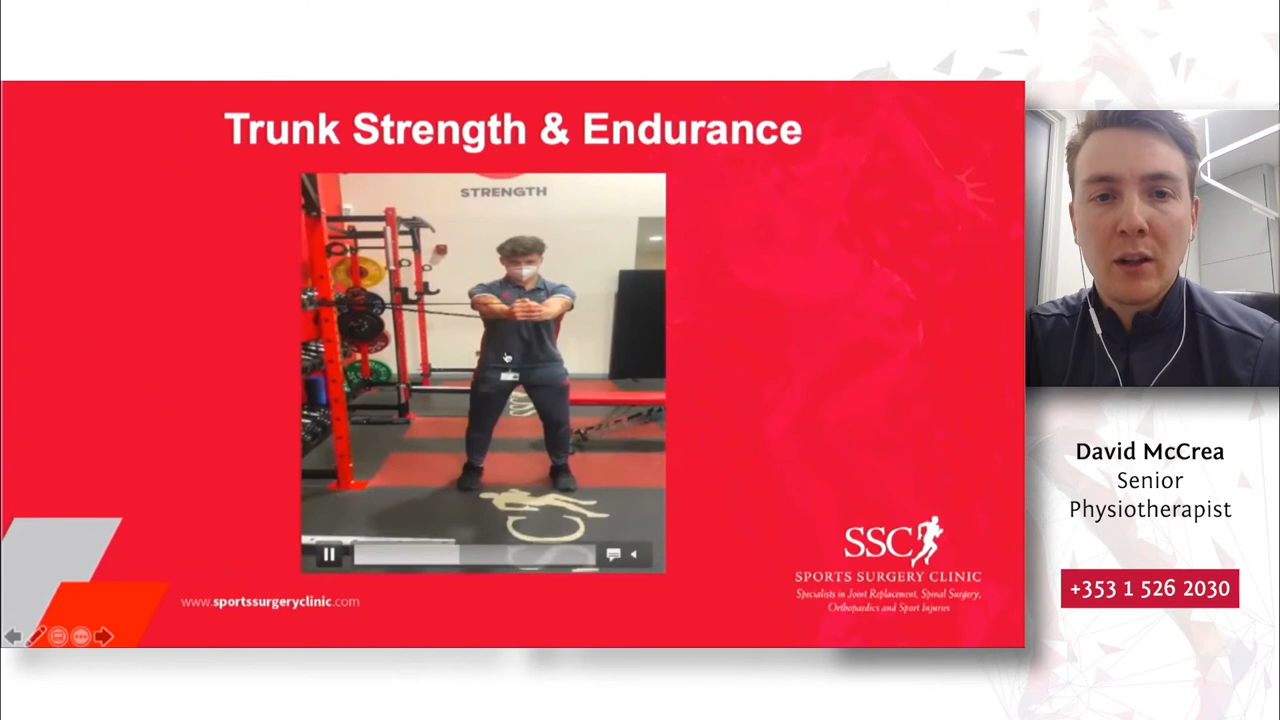 Trunk Strength & Endurance
STRENGTH
SSC
SPORTS SURGERY CLINIC
Specialists in Joint Replacement, Spinal Surgery,
Orthopaedics and Sport Injuries
www.sportssurgeryclinic.com
David McCrea
Senior
Physiotherapist
+353 1 526 2030